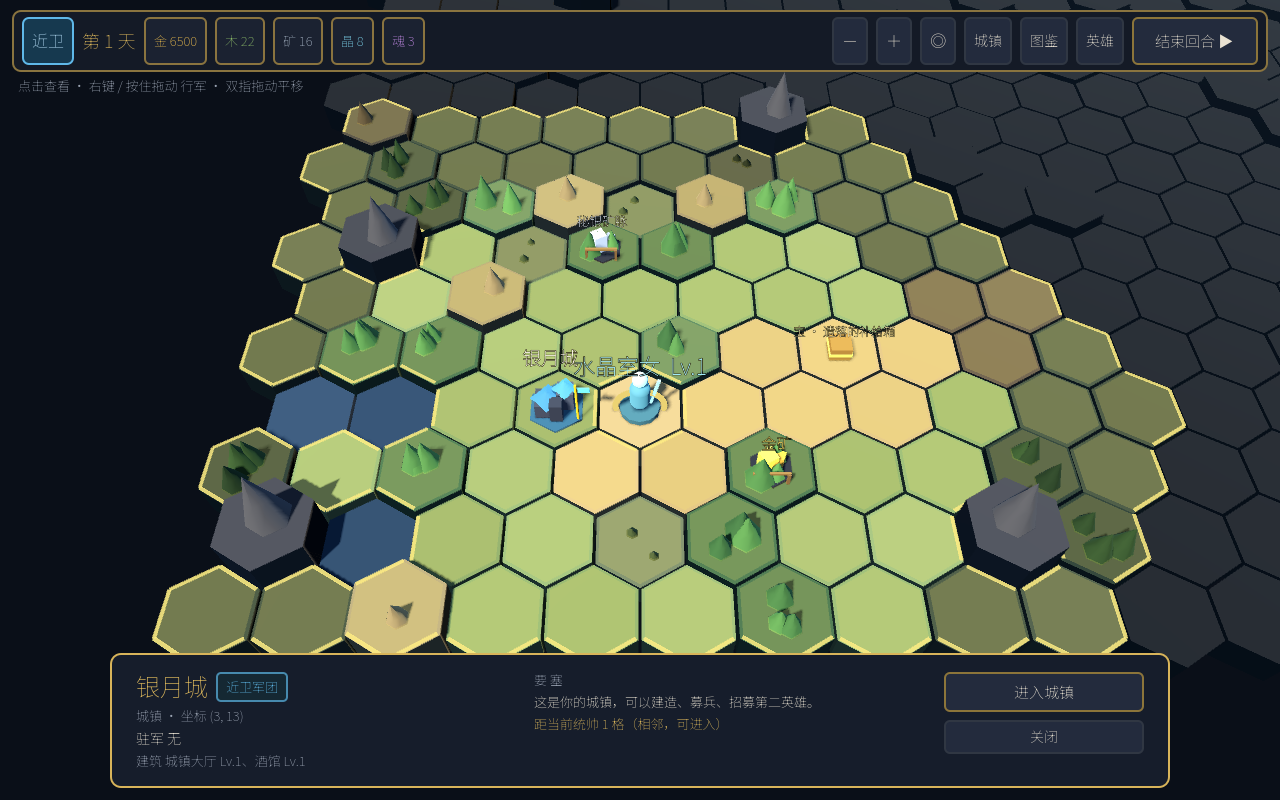 近卫
第 1 天
金 6500
木 22
矿 16
晶 8
魂 3
城镇
图鉴
英雄
结束回合 ▶
点击查看 · 右键 / 按住拖动 行军 · 双指拖动平移
银月城
水晶室女 Lv.1
金矿
银月城
近卫军团
城镇 · 坐标 (3, 13)
驻军 无
建筑 城镇大厅 Lv.1、酒馆 Lv.1
要塞
这是你的城镇，可以建造、募兵、招募第二英雄。
距当前统帅 1 格（相邻，可进入）
进入城镇
关闭